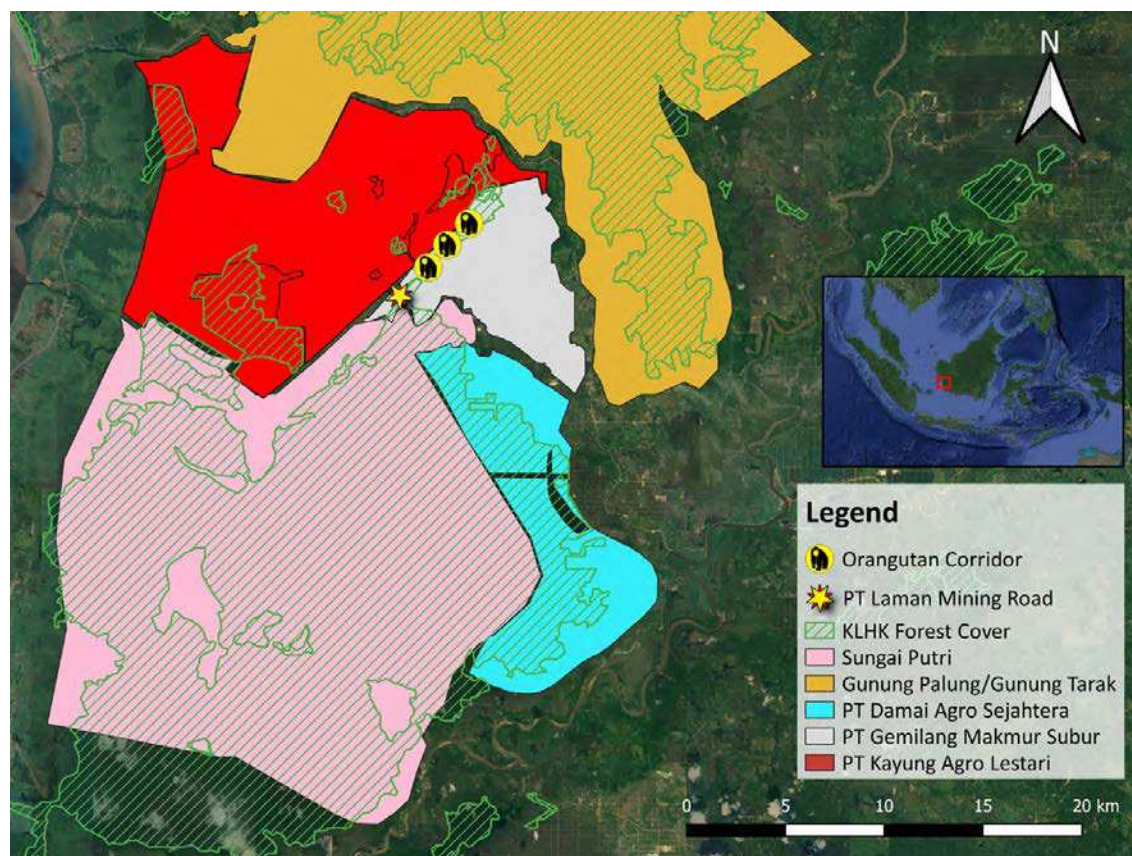 N
Legend
Orangutan Corridor
PT Laman Mining Road
KLHK Forest Cover
Sungai Putri
Gunung Palung/Gunung Tarak
PT Damai Agro Sejahtera
PT Gemilang Makmur Subur
PT Kayung Agro Lestari
0 5 10 15 20 km